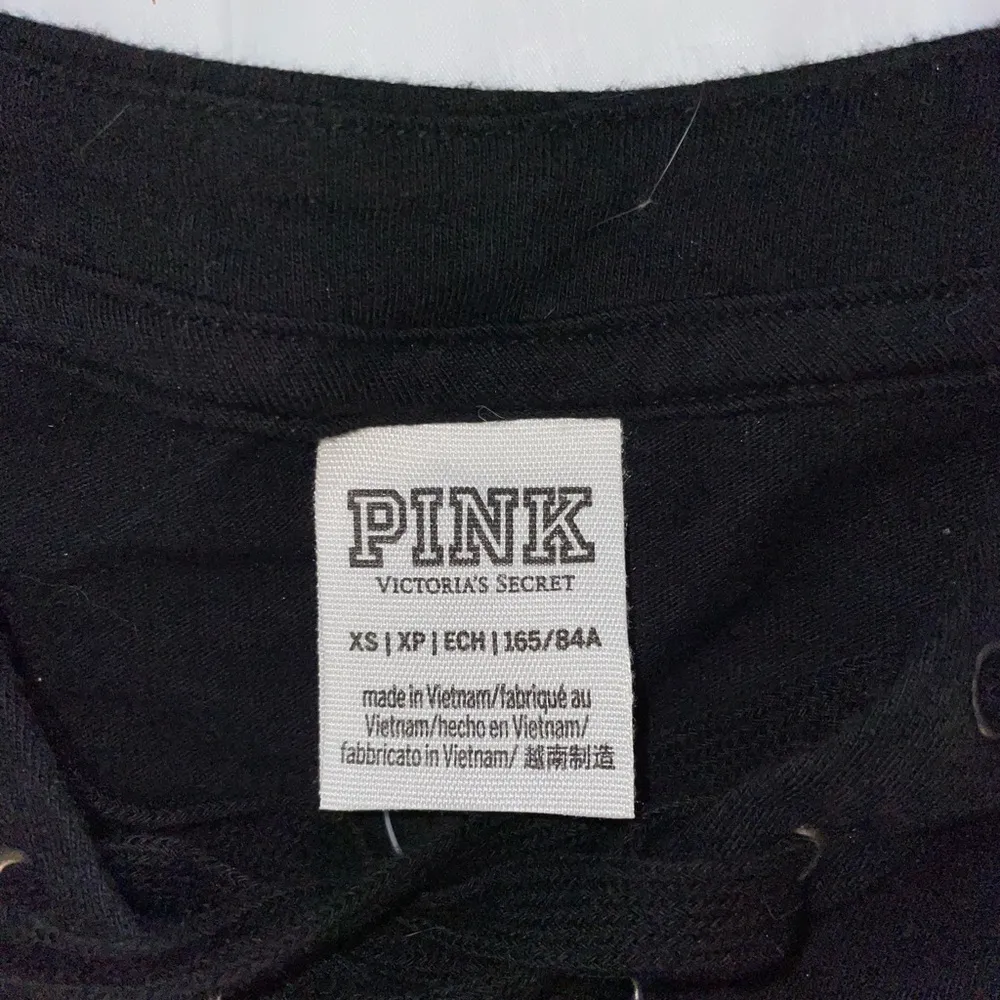 PINK
VICTORIA'S SECRET
XS | XP | ECH | 165/84A
made in Vietnam/fabriqué au
Vietnam/hecho en Vietnam/
fabbricato in Vietnam/ 越南制造